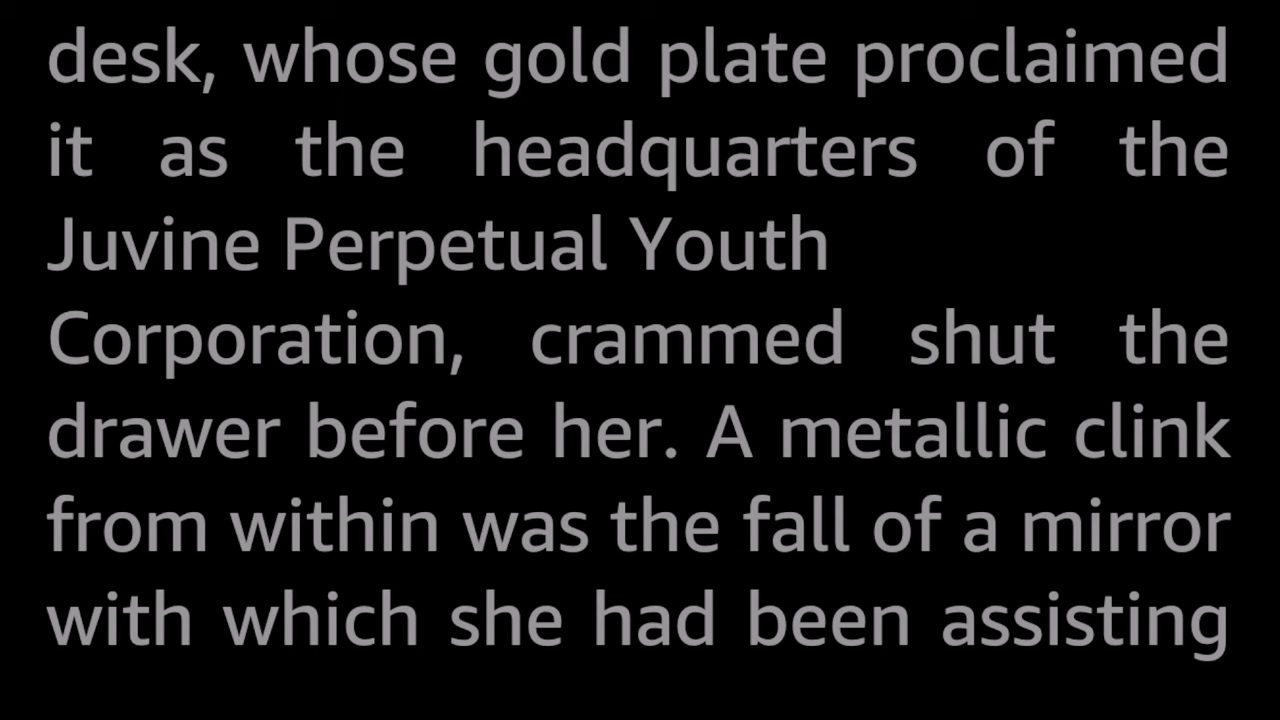 desk, whose gold plate proclaimed
it as the headquarters of the
Juvine Perpetual Youth
Corporation, crammed shut the
drawer before her. A metallic clink
from within was the fall of a mirror
with which she had been assisting